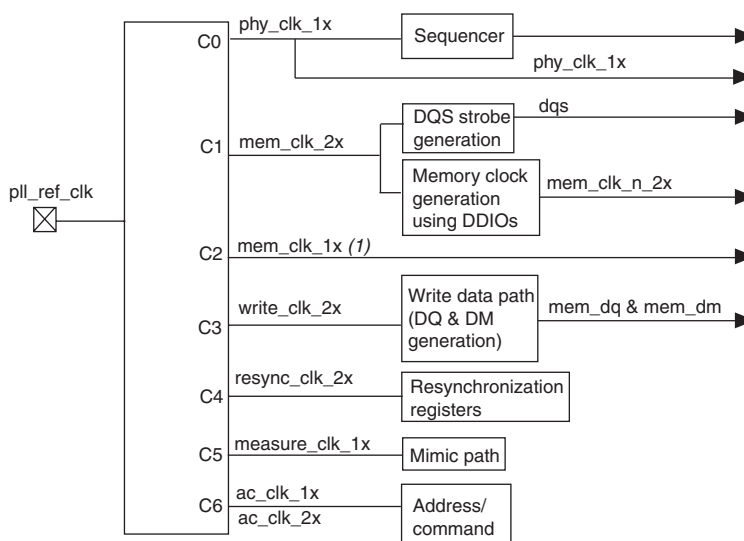 C0
phy_clk_1x
Sequencer
phy_clk_1x
C1
mem_clk_2x
DQS strobe
generation
dqs
Memory clock
generation
using DDIOs
mem_clk_n_2x
pll_ref_clk
C2
mem_clk_1x (1)
C3
write_clk_2x
Write data path
(DQ & DM
generation)
mem_dq & mem_dm
C4
resync_clk_2x
Resynchronization
registers
C5
measure_clk_1x
Mimic path
C6
ac_clk_1x
ac_clk_2x
Address/
command